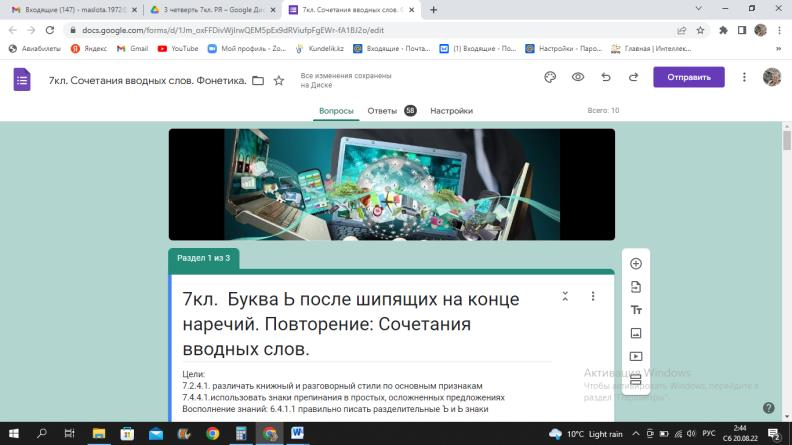 Входящие (147) - maslota.1972@
3 четверть 7кл. РЯ – Google Дис
7кл. Сочетания вводных слов. Ф
docs.google.com/forms/d/1Jm_oxFFDivWjlrwQEM5pEx9dRViufpFgEWr-fA18J2o/edit
Авиабилеты
Яндекс
Gmail
YouTube
Мой профиль - Zo...
Kundelik.kz
Входящие - Почта...
(1) Входящие - По...
Настройки - Паро...
Главная | Интеллек...
7кл. Сочетания вводных слов. Фонетика.
Все изменения сохранены
на Диске
Отправить
Вопросы
Ответы 58
Настройки
Всего: 10
Раздел 1 из 3
7кл. Буква Ь после шипящих на конце
наречий. Повторение: Сочетания
вводных слов.
Цели:
7.2.4.1. различать книжный и разговорный стили по основным признакам
7.4.4.1.использовать знаки препинания в простых, осложненных предложениях
Восполнение знаний: 6.4.1.1 правильно писать разделительные Ъ и Ь знаки
Активация Windows
Чтобы активировать Windows, перейдите в
раздел "Параметры".
10°C Light rain
РУС
2:44
Сб 20.08.22
2